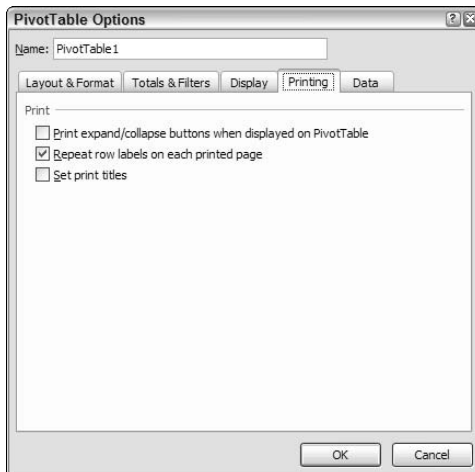 PivotTable Options
Name: PivotTable1
Layout & Format Totals & Filters Display Printing Data
Print
Print expand/collapse buttons when displayed on PivotTable
Repeat row labels on each printed page
Set print titles
OK Cancel